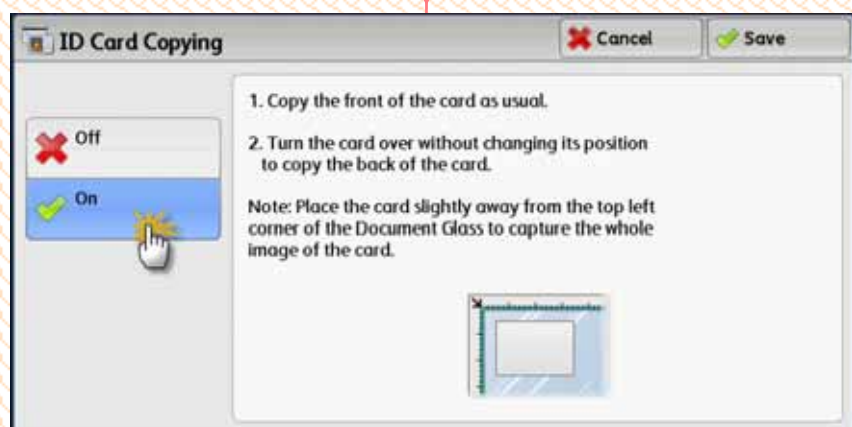 ID Card Copying
Cancel
Save
Off
On
1. Copy the front of the card as usual.
2. Turn the card over without changing its position
to copy the back of the card.
Note: Place the card slightly away from the top left
corner of the Document Glass to capture the whole
image of the card.